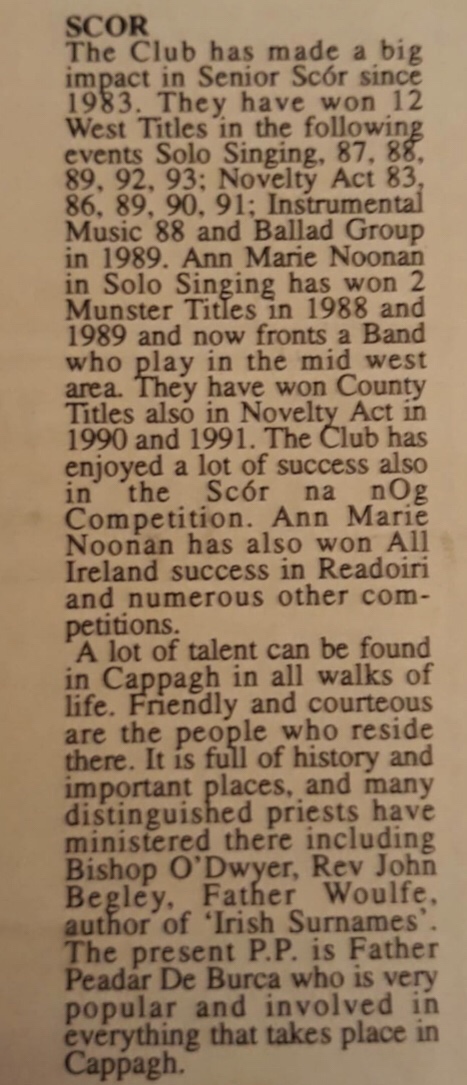 SCOR
The Club has made a big
impact in Senior Scór since
1983. They have won 12
West Titles in the following
events Solo Singing, 87, 88,
89, 92, 93; Novelty Act 83,
86, 89, 90, 91; Instrumental
Music 88 and Ballad Group
in 1989. Ann Marie Noonan
in Solo Singing has won 2
Munster Titles in 1988 and
1989 and now fronts a Band
who play in the mid west
area. They have won County
Titles also in Novelty Act in
1990 and 1991. The Club has
enjoyed a lot of success also
in the Scór na nOg
Competition. Ann Marie
Noonan has also won All
Ireland success in Readoiri
and numerous other com-
petitions.
A lot of talent can be found
in Cappagh in all walks of
life. Friendly and courteous
are the people who reside
there. It is full of history and
important places, and many
distinguished priests have
ministered there including
Bishop O'Dwyer, Rev John
Begley, Father Woulfe,
author of 'Irish Surnames'.
The present P.P. is Father
Peadar De Burca who is very
popular and involved in
everything that takes place in
Cappagh.